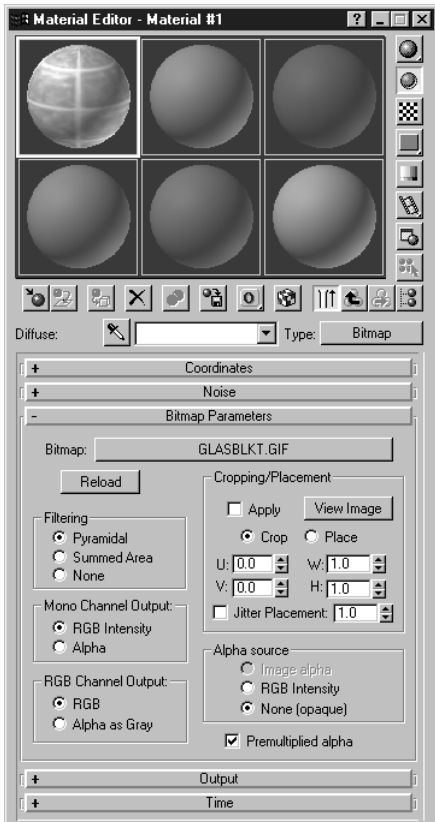 Material Editor - Material #1
Diffuse:
Type: Bitmap
+ Coordinates
+ Noise
- Bitmap Parameters
Bitmap: GLASBLKT.GIF
Reload
Cropping/Placement
Apply View Image
Crop Place
U: 0.0 W: 1.0
V: 0.0 H: 1.0
Jitter Placement: 1.0
Filtering
Pyramidal
Summed Area
None
Mono Channel Output:
RGB Intensity
Alpha
RGB Channel Output:
RGB
Alpha as Gray
Alpha source
Image alpha
RGB Intensity
None (opaque)
Premultiplied alpha
+ Output
+ Time